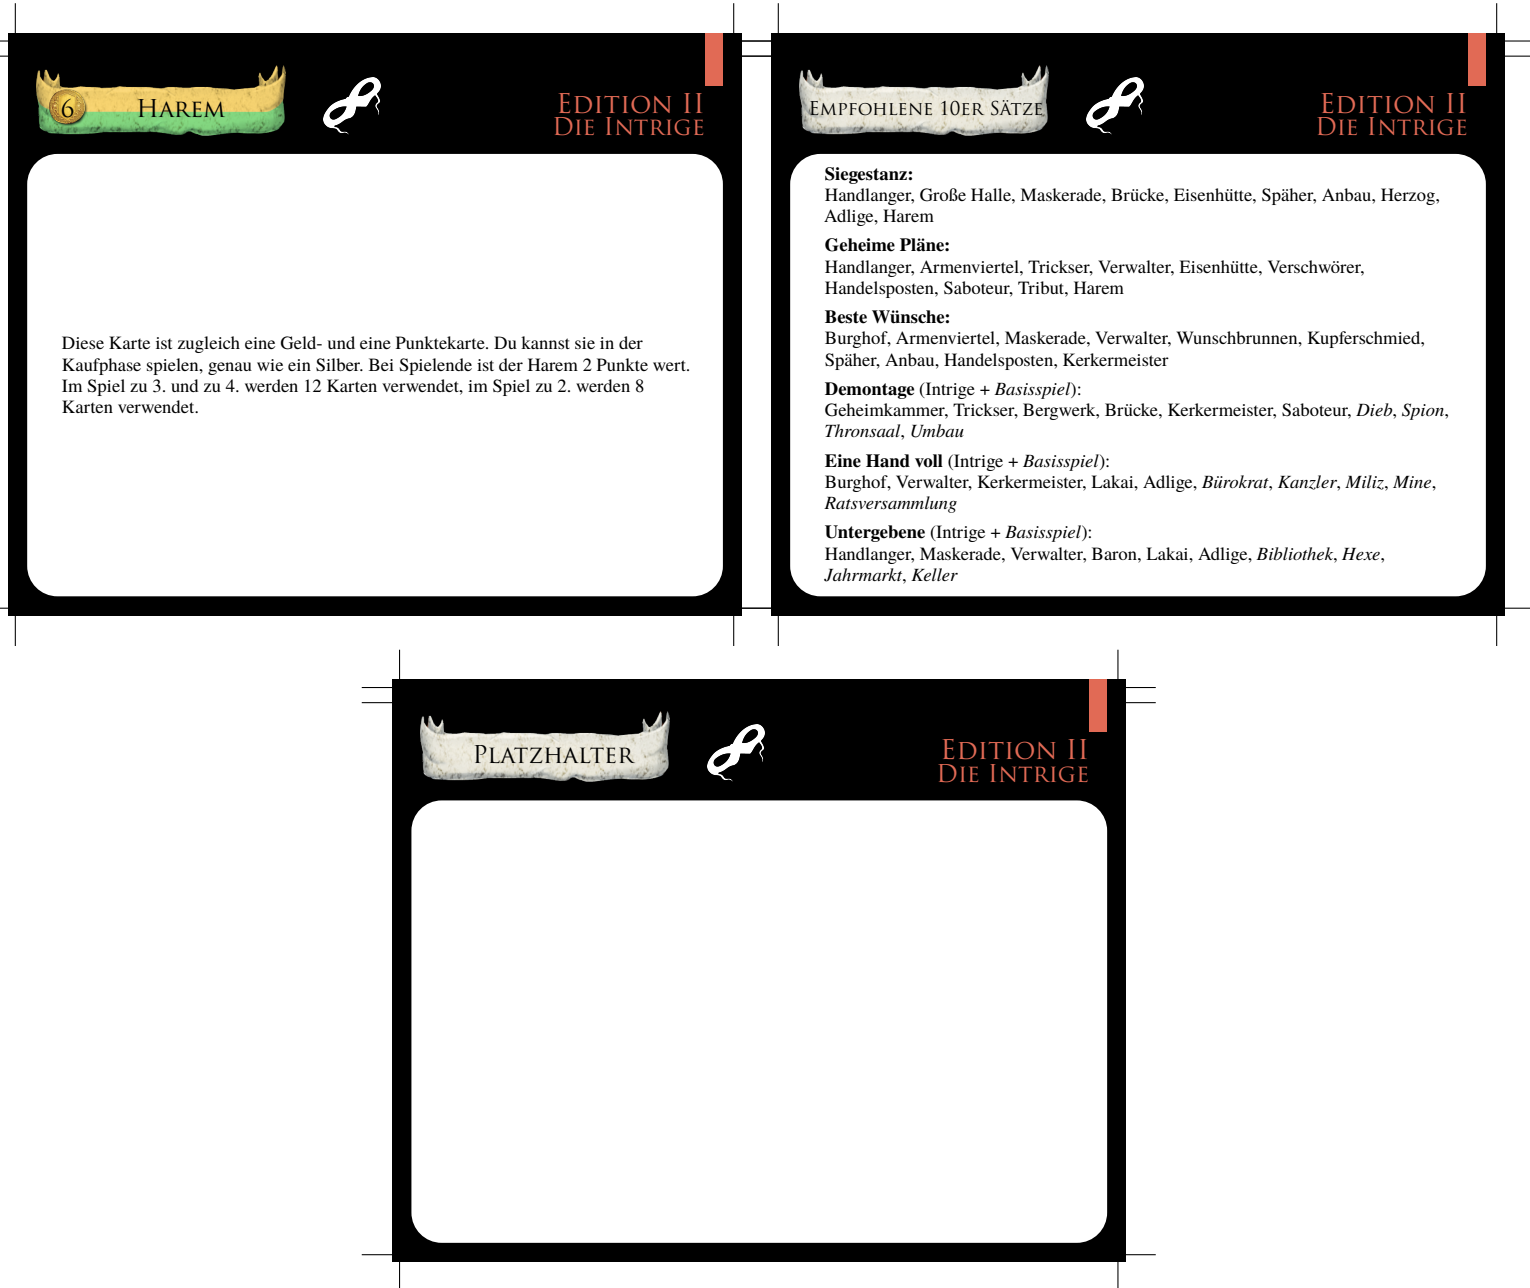 6 HAREM
EDITION II
DIE INTRIGE
Diese Karte ist zugleich eine Geld- und eine Punktekarte. Du kannst sie in der
Kaufphase spielen, genau wie ein Silber. Bei Spielende ist der Harem 2 Punkte wert.
Im Spiel zu 3. und zu 4. werden 12 Karten verwendet, im Spiel zu 2. werden 8
Karten verwendet.
EMPFOHLENE 10ER SÄTZE
EDITION II
DIE INTRIGE
Siegestanz:
Handlanger, Große Halle, Maskerade, Brücke, Eisenhütte, Späher, Anbau, Herzog,
Adlige, Harem
Geheime Pläne:
Handlanger, Armenviertel, Trickser, Verwalter, Eisenhütte, Verschwörer,
Handelsposten, Saboteur, Tribut, Harem
Beste Wünsche:
Burghof, Armenviertel, Maskerade, Verwalter, Wunschbrunnen, Kupferschmied,
Späher, Anbau, Handelsposten, Kerkermeister
Demontage (Intrige + Basisspiel):
Geheimkammer, Trickser, Bergwerk, Brücke, Kerkermeister, Saboteur, Dieb, Spion,
Thronsaal, Umbau
Eine Hand voll (Intrige + Basisspiel):
Burghof, Verwalter, Kerkermeister, Lakai, Adlige, Bürokrat, Kanzler, Miliz, Mine,
Ratsversammlung
Untergebene (Intrige + Basisspiel):
Handlanger, Maskerade, Verwalter, Baron, Lakai, Adlige, Bibliothek, Hexe,
Jahrmarkt, Keller
PLATZHALTER
EDITION II
DIE INTRIGE